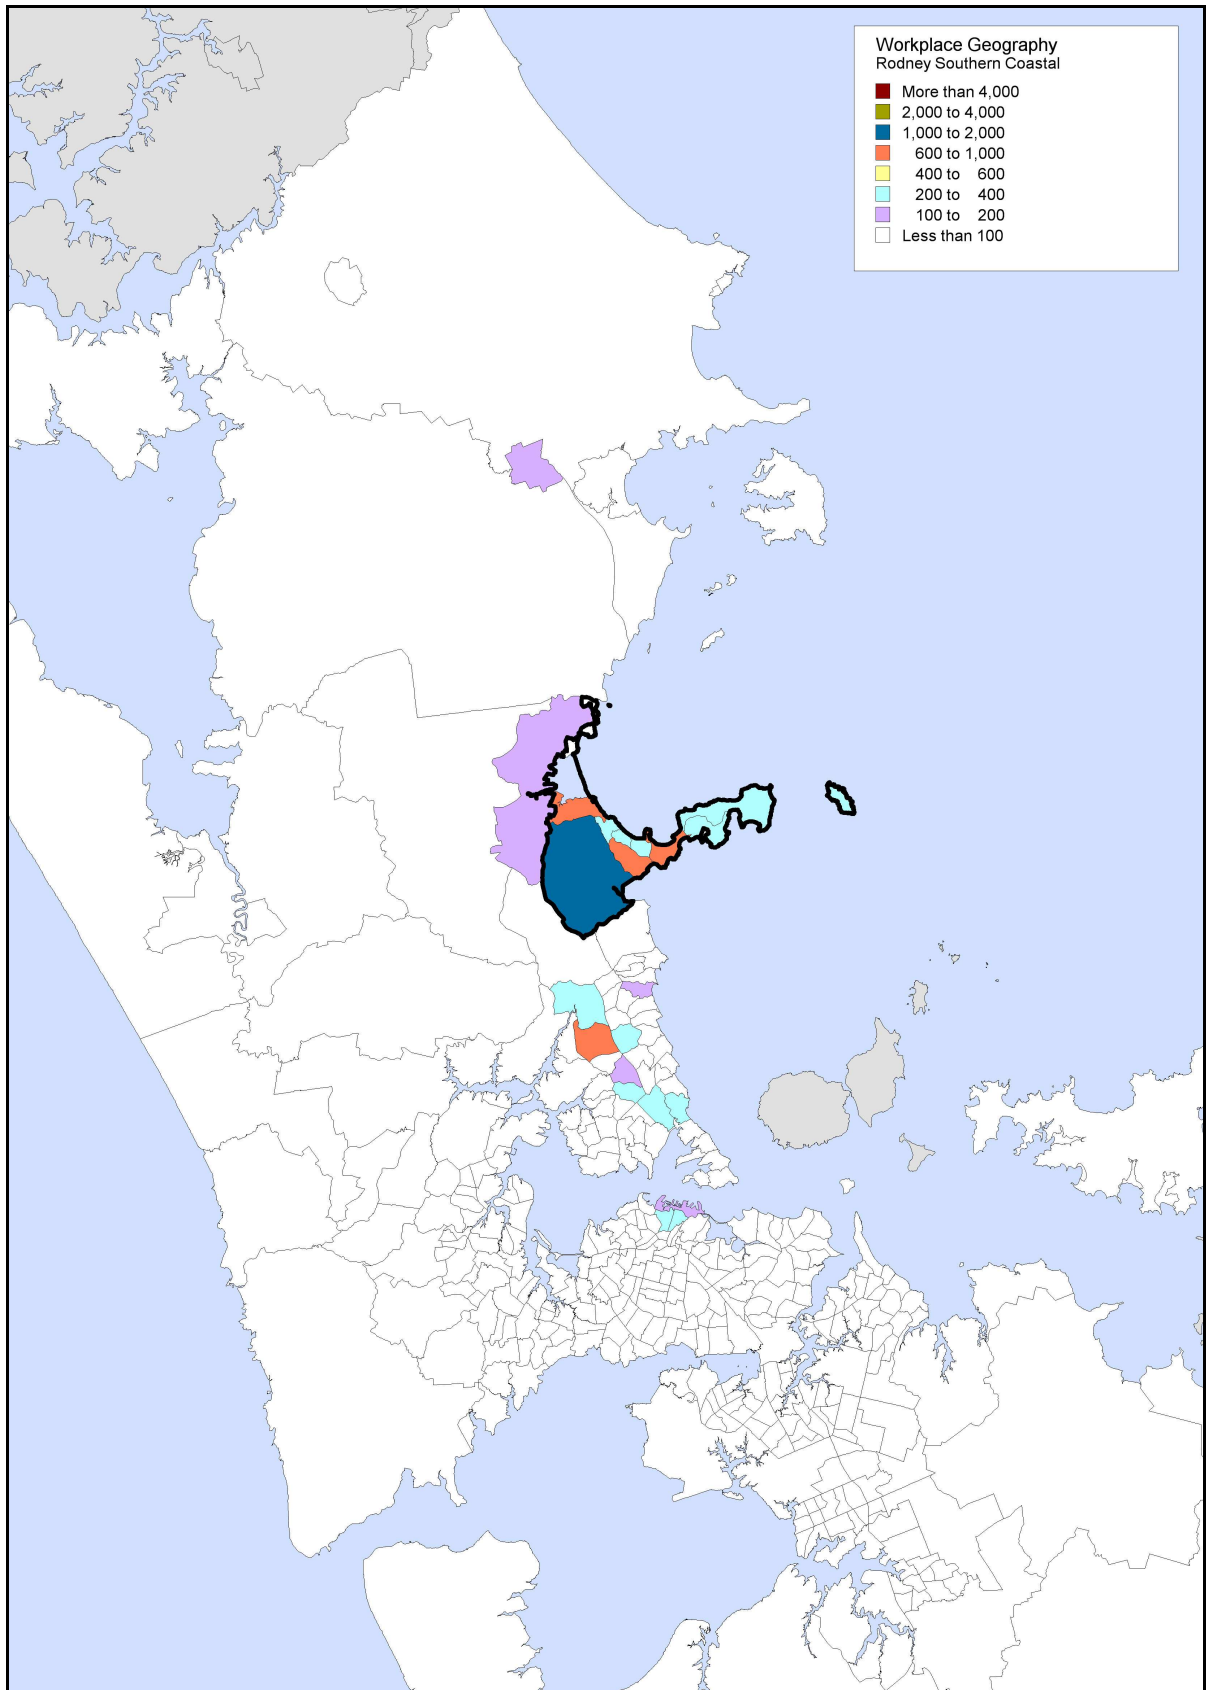 Workplace Geography
Rodney Southern Coastal
More than 4,000
2,000 to 4,000
1,000 to 2,000
600 to 1,000
400 to 600
200 to 400
100 to 200
Less than 100